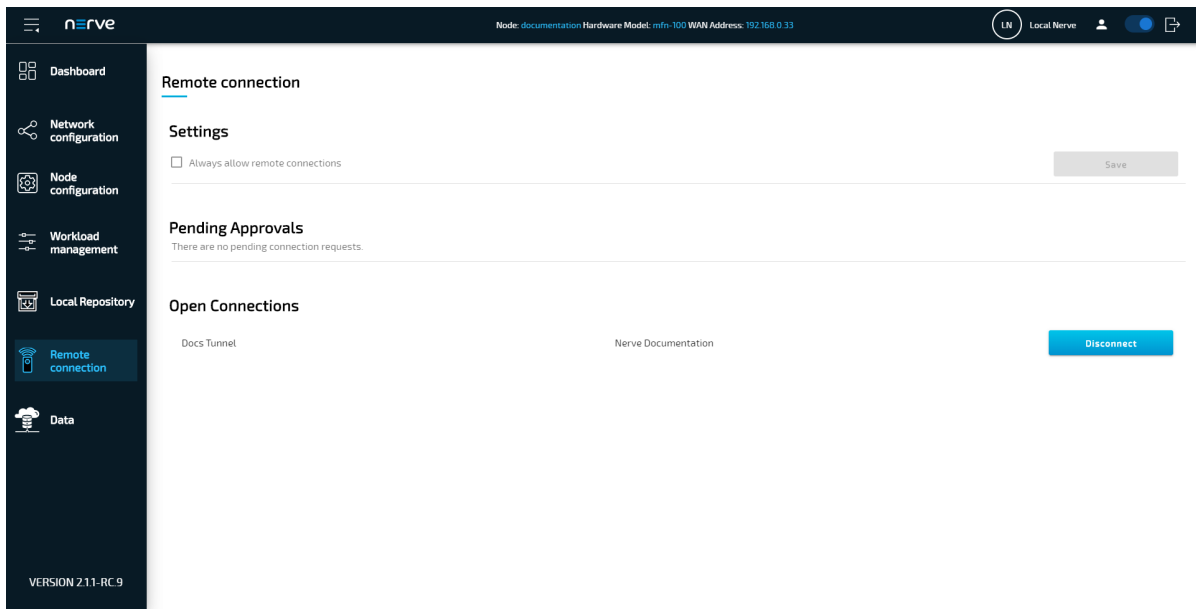 nerve
Node: documentation Hardware Model: mfn-100 WAN Address: 192.168.0.33
LN
Local Nerve
Dashboard
Network
configuration
Node
configuration
Workload
management
Local Repository
Remote
connection
Data
VERSION 2.1.1-RC.9
Remote connection
Settings
Always allow remote connections
Save
Pending Approvals
There are no pending connection requests.
Open Connections
Docs Tunnel
Nerve Documentation
Disconnect